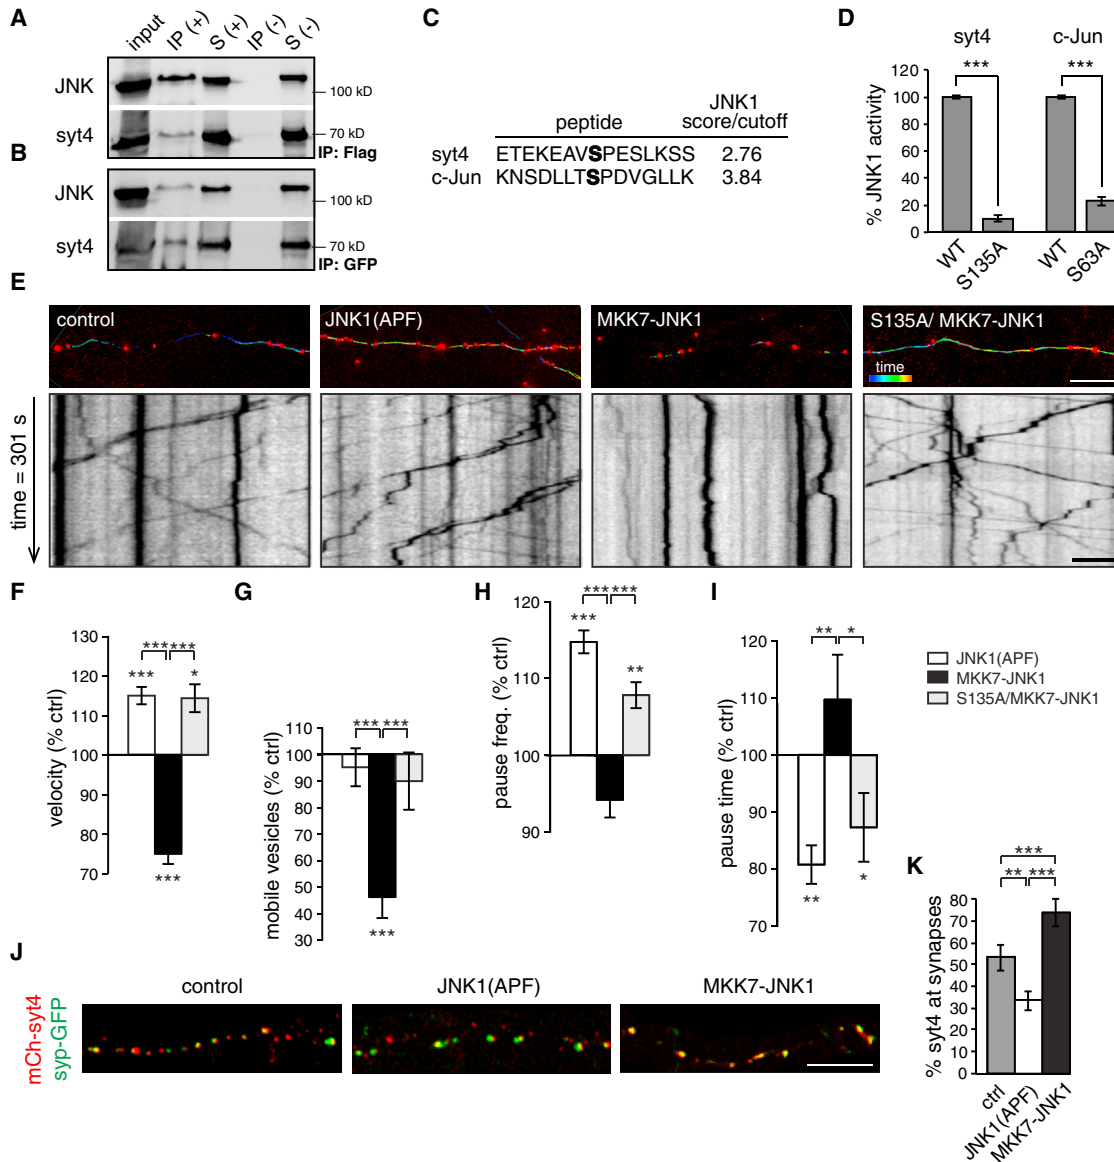 A
input IP (+) S (+) IP (-) S (-)
JNK
100 kD
syt4
70 kD
IP: Flag
B
JNK
100 kD
syt4
70 kD
IP: GFP
C
JNK1
peptide score/cutoff
syt4 ETEKEAVSPESLKSS 2.76
c-Jun KNSDLLTSPDVGLLK 3.84
D
syt4 c-Jun
*** ***
% JNK1 activity
120
100
80
60
40
20
0
WT S135A WT S63A
E
control JNK1(APF) MKK7-JNK1 S135A/ MKK7-JNK1
time
time = 301 s
F
velocity (% ctrl)
130
120
110
100
90
80
70
*** ***
*** *
***
G
mobile vesicles (% ctrl)
110
100
90
80
70
60
50
40
30
*** ***
***
H
pause freq. (% ctrl)
120
110
100
90
*** ***
***
**
I
pause time (% ctrl)
120
110
100
90
80
70
** *
**
*
JNK1(APF)
MKK7-JNK1
S135A/MKK7-JNK1
J
control JNK1(APF) MKK7-JNK1
mCh-syt4
syp-GFP
K
% syt4 at synapses
80
70
60
50
40
30
20
10
0
***
** ***
ctrl JNK1(APF) MKK7-JNK1